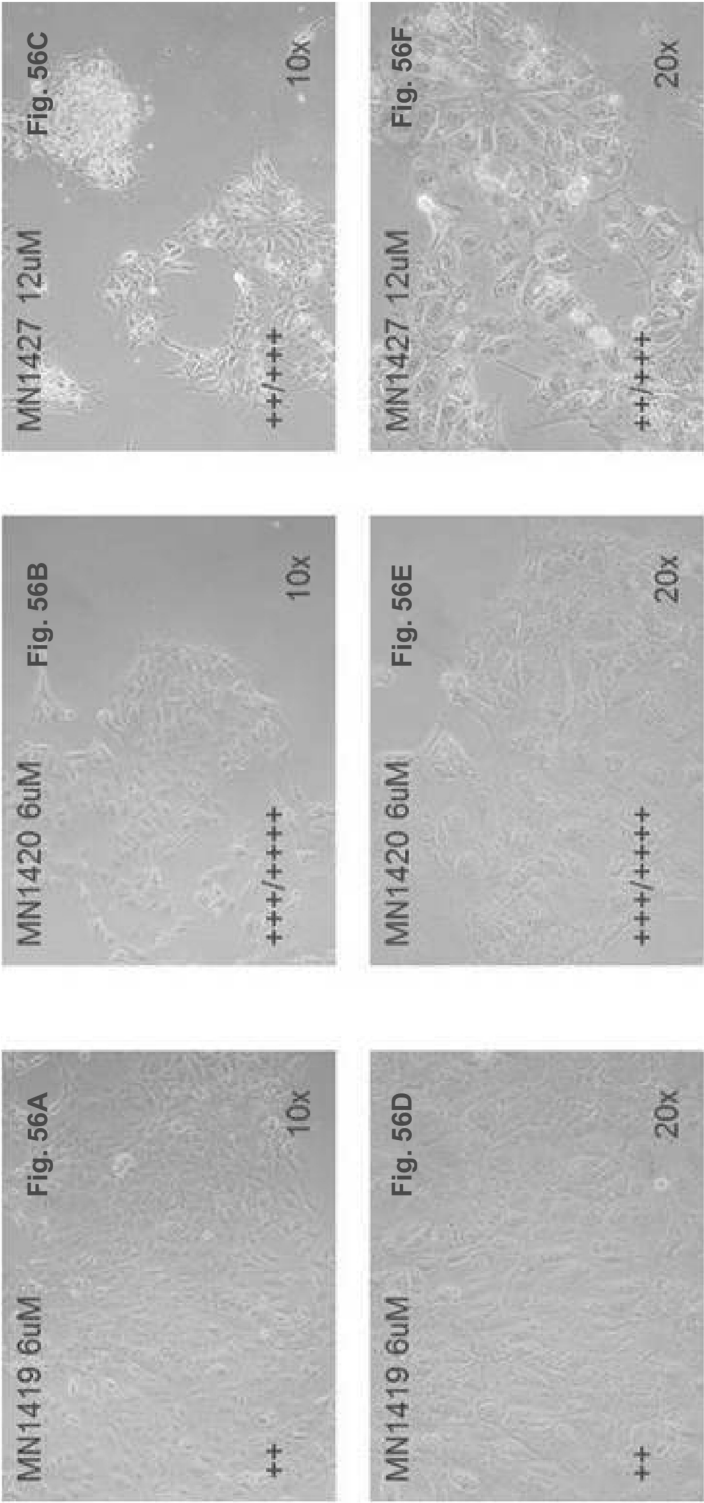 MN1419 6uM
Fig. 56A
++
10x
MN1420 6uM
Fig. 56B
+++/++++
10x
MN1427 12uM
Fig. 56C
++/+++
10x
MN1419 6uM
Fig. 56D
++
20x
MN1420 6uM
Fig. 56E
+++/++++
20x
MN1427 12uM
Fig. 56F
++/+++
20x